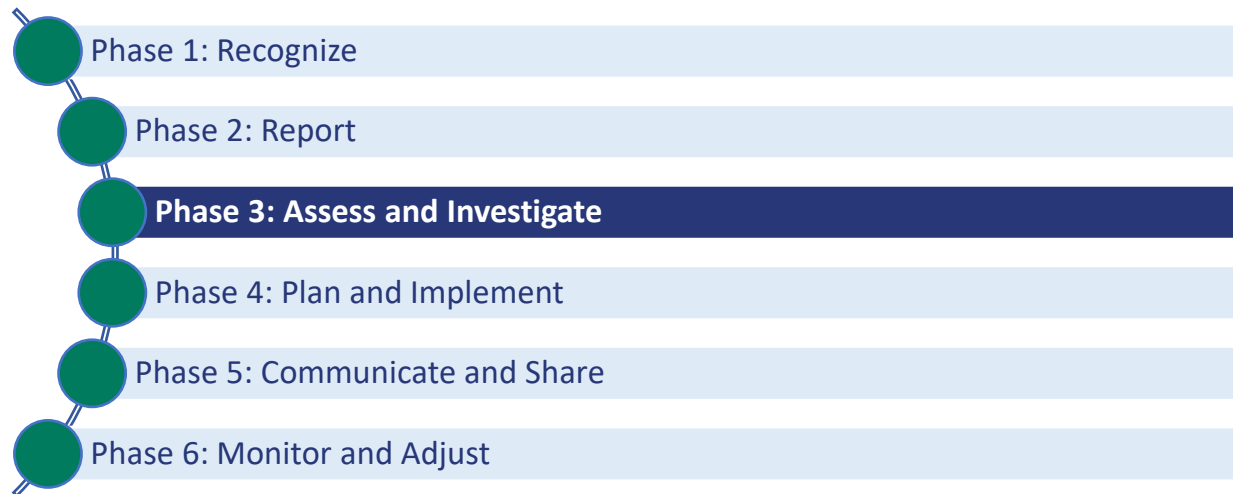 Phase 1: Recognize
Phase 2: Report
Phase 3: Assess and Investigate
Phase 4: Plan and Implement
Phase 5: Communicate and Share
Phase 6: Monitor and Adjust